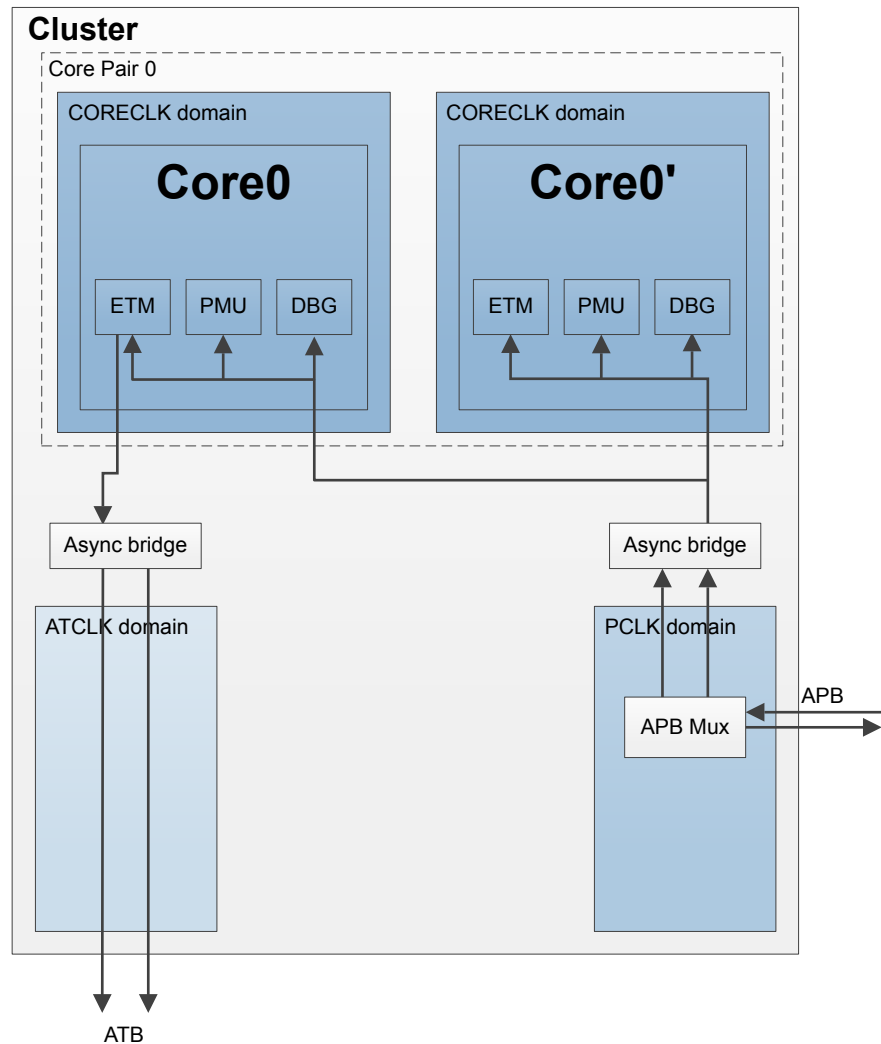 Cluster
Core Pair 0
CORECLK domain
CORECLK domain
Core0
Core0'
ETM
PMU
DBG
ETM
PMU
DBG
Async bridge
Async bridge
ATCLK domain
PCLK domain
APB
APB Mux
ATB